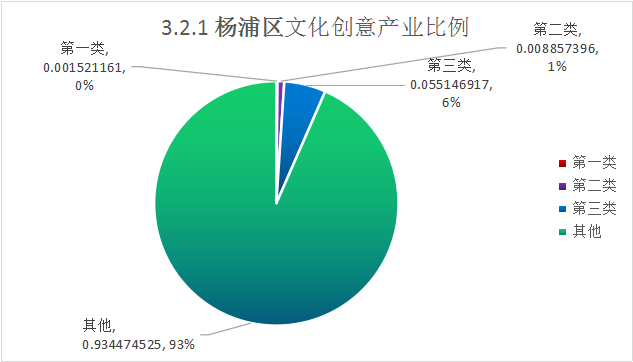 3.2.1 杨浦区文化创意产业比例
第一类,
0.001521161,
0%
第二类,
0.008857396,
1%
第三类,
0.055146917,
6%
第一类
第二类
第三类
其他
其他,
0.934474525, 93%